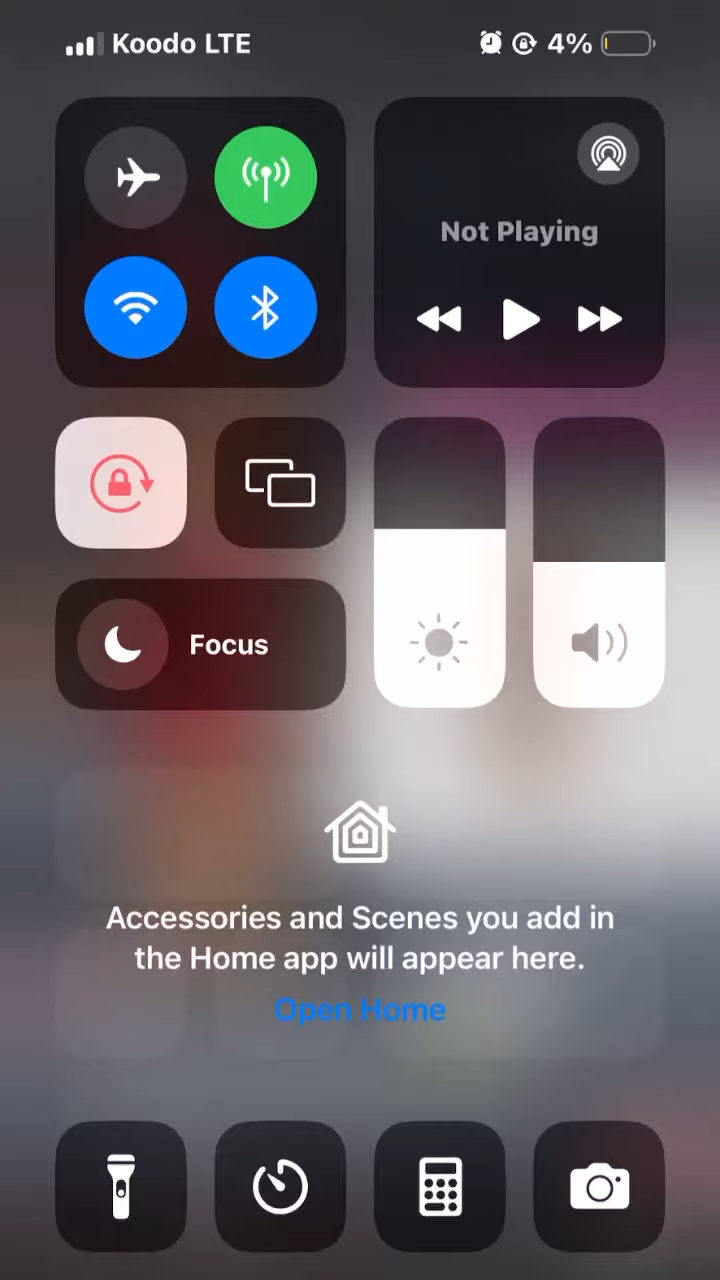 Koodo LTE
4%
Not Playing
Focus
Accessories and Scenes you add in
the Home app will appear here.
Open Home